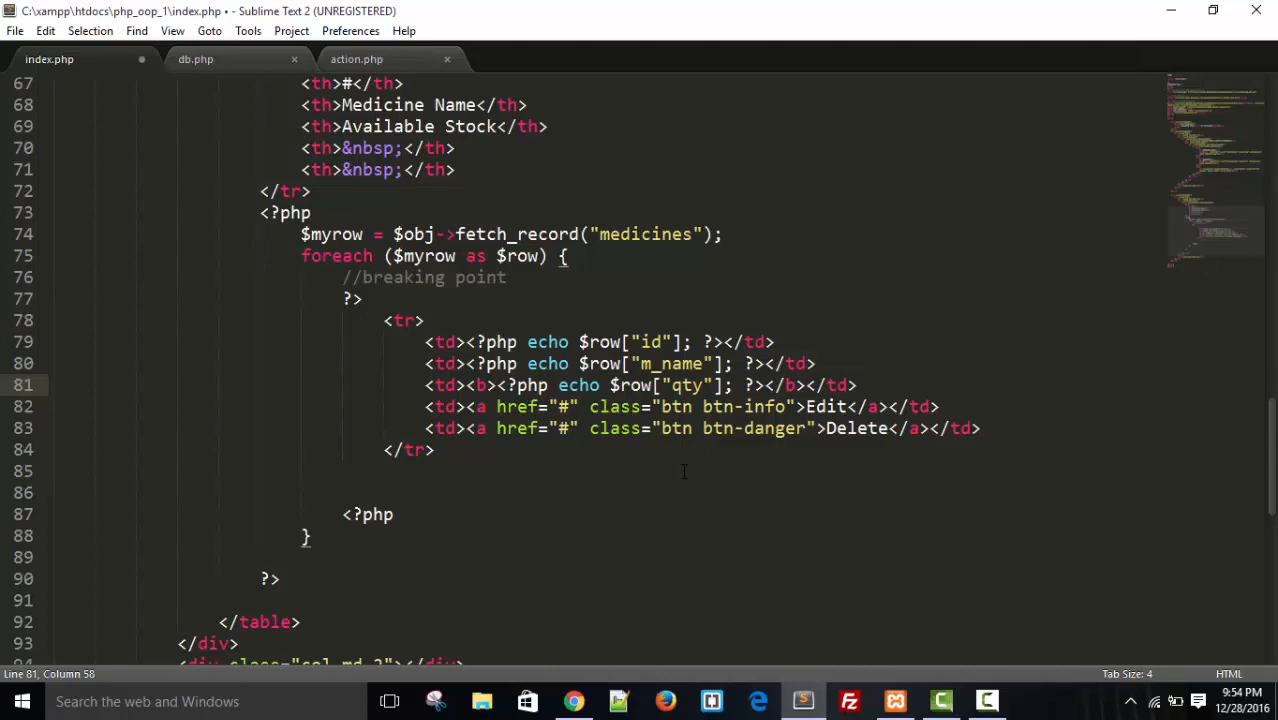 C:\xampp\htdocs\php_oop_1\index.php • - Sublime Text 2 (UNREGISTERED)
File Edit Selection Find View Goto Tools Project Preferences Help
index.php db.php action.php
67 <th>#</th>
68 <th>Medicine Name</th>
69 <th>Available Stock</th>
70 <th>&nbsp;</th>
71 <th>&nbsp;</th>
72 </tr>
73 <?php
74 $myrow = $obj->fetch_record("medicines");
75 foreach ($myrow as $row) {
76 //breaking point
77 ?>
78 <tr>
79 <td><?php echo $row["id"]; ?></td>
80 <td><?php echo $row["m_name"]; ?></td>
81 <td><b><?php echo $row["qty"]; ?></b></td>
82 <td><a href="#" class="btn btn-info">Edit</a></td>
83 <td><a href="#" class="btn btn-danger">Delete</a></td>
84 </tr>
85
86
87 <?php
88 }
89
90 ?>
91
92 </table>
93 </div>
94 <div class="col-md-2"></div>
Line 81, Column 58 Tab Size: 4 HTML
Search the web and Windows
9:54 PM
12/28/2016